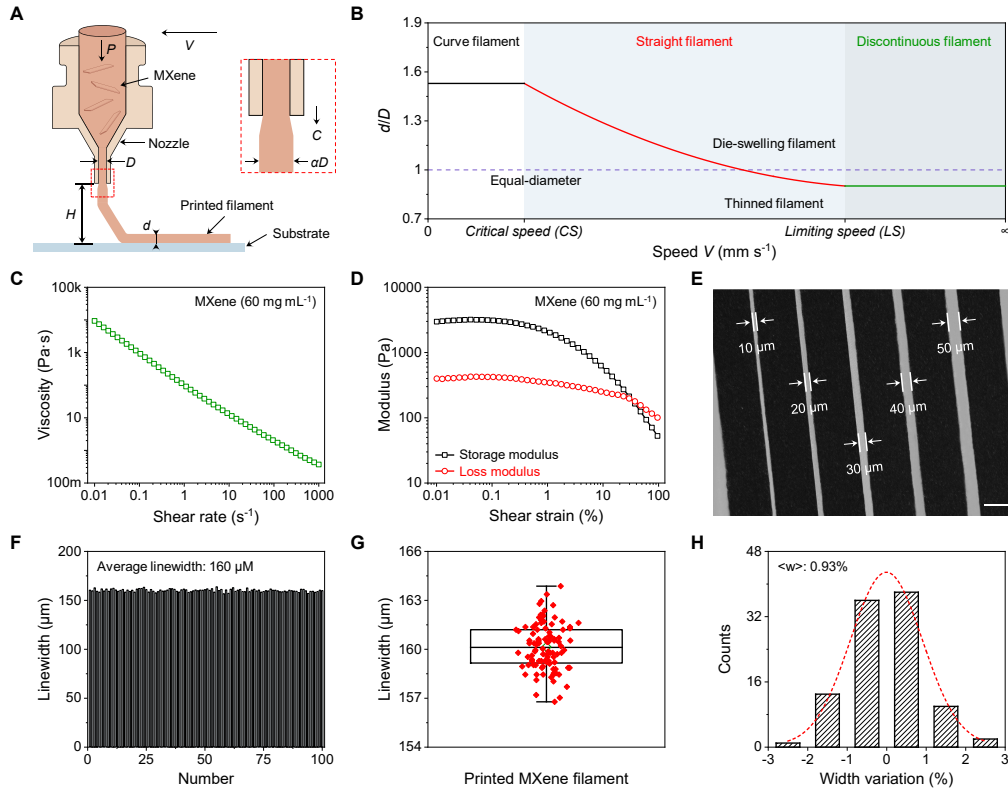 A
V
P
MXene
Nozzle
D
H
d
Printed filament
Substrate
C
αD
B
1.9
1.6
1.3
1
0.7
d/D
Curve filament
Straight filament
Discontinuous filament
Die-swelling filament
Equal-diameter
Thinned filament
0
Critical speed (CS)
Limiting speed (LS)
∞
Speed V (mm s⁻¹)
C
MXene (60 mg mL⁻¹)
100k
1k
10
100m
Viscosity (Pa·s)
0.01 0.1 1 10 100 1000
Shear rate (s⁻¹)
D
MXene (60 mg mL⁻¹)
10000
1000
100
10
Modulus (Pa)
Storage modulus
Loss modulus
0.01 0.1 1 10 100
Shear strain (%)
E
10 µm
20 µm
30 µm
40 µm
50 µm
F
Average linewidth: 160 µM
200
150
100
50
0
Linewidth (µm)
0 25 50 75 100
Number
G
166
163
160
157
154
Linewidth (µm)
Printed MXene filament
H
<w>: 0.93%
48
36
24
12
0
Counts
-3 -2 -1 0 1 2 3
Width variation (%)